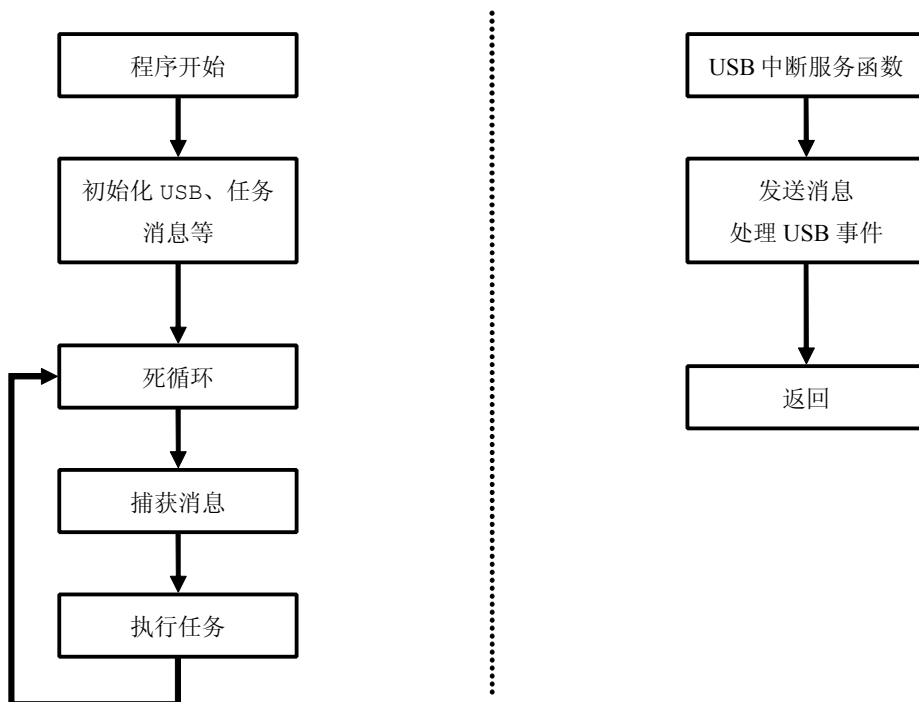 程序开始
初始化 USB、任务
消息等
死循环
捕获消息
执行任务
USB 中断服务函数
发送消息
处理 USB 事件
返回